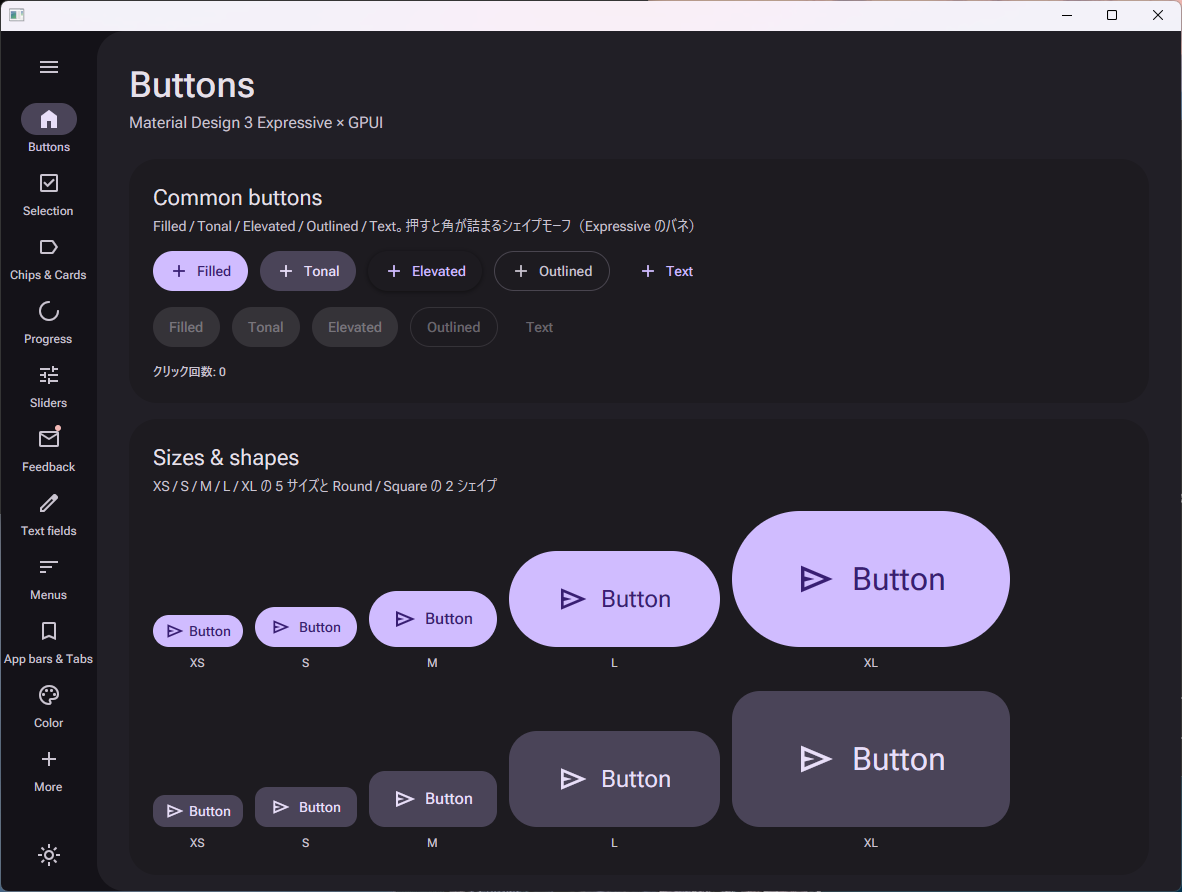 Buttons
Selection
Chips & Cards
Progress
Sliders
Feedback
Text fields
Menus
App bars & Tabs
Color
More
Buttons
Material Design 3 Expressive × GPUI
Common buttons
Filled / Tonal / Elevated / Outlined / Text。押すと角が詰まるシェイプモーフ（Expressive のバネ）
Filled Tonal Elevated Outlined Text
Filled Tonal Elevated Outlined Text
クリック回数: 0
Sizes & shapes
XS / S / M / L / XL の 5 サイズと Round / Square の 2 シェイプ
Button Button Button Button Button
XS S M L XL
Button Button Button Button Button
XS S M L XL